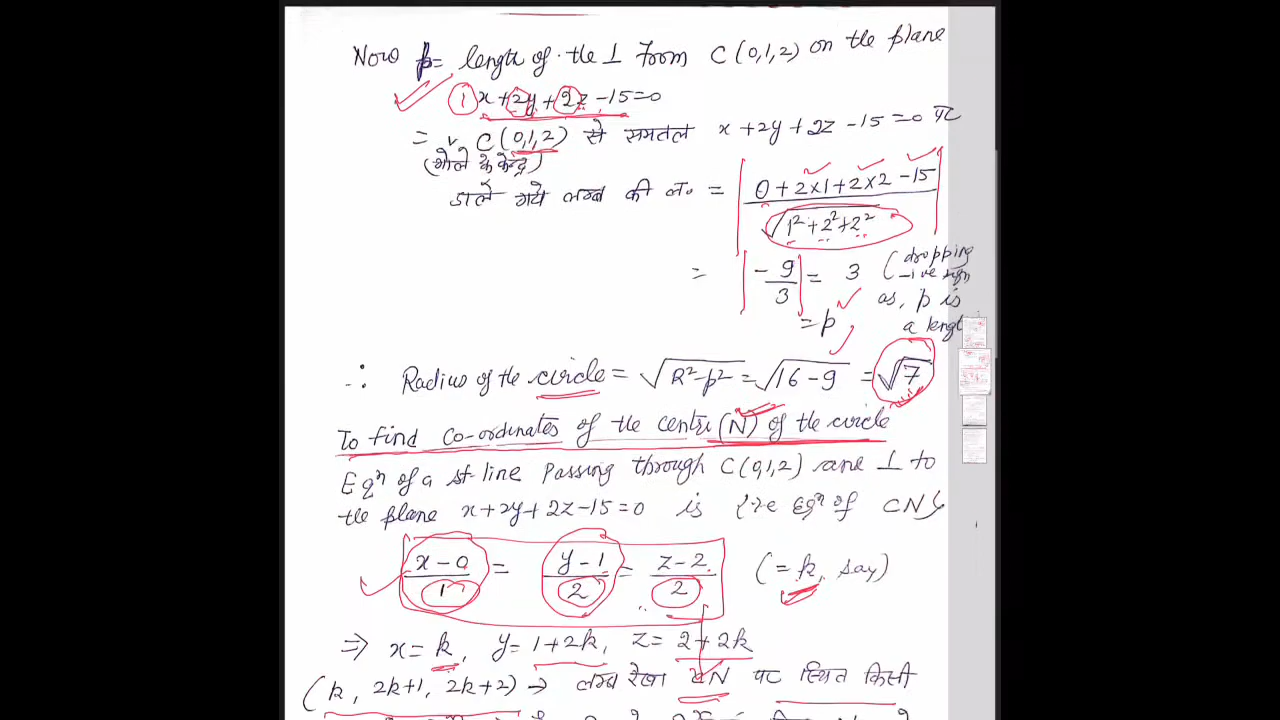 Now p = length of the ⊥ from C (0,1,2) on the plane
1x + 2y + 2z - 15 = 0
= C (0,1,2) से समतल x + 2y + 2z - 15 = 0 पर
(गोले के केन्द्र)
डाले गये लम्ब की ल० = | 0 + 2×1 + 2×2 - 15 / √1² + 2² + 2² |
= | -9/3 | = 3 (dropping -ive sign as, p is a lengt
= p
∴ Radius of the circle = √R² - p² = √16 - 9 = √7
To find co-ordinates of the centre (N) of the circle
Eqⁿ of a st. line passing through C (0,1,2) and ⊥ to
the plane x + 2y + 2z - 15 = 0 is {i.e Eqⁿ of CN}
x-0/1 = y-1/2 = z-2/2 (= k, say)
⇒ x = k, y = 1+2k, z = 2+2k
(k, 2k+1, 2k+2) → लम्ब रेखा CN पर स्थित किसी